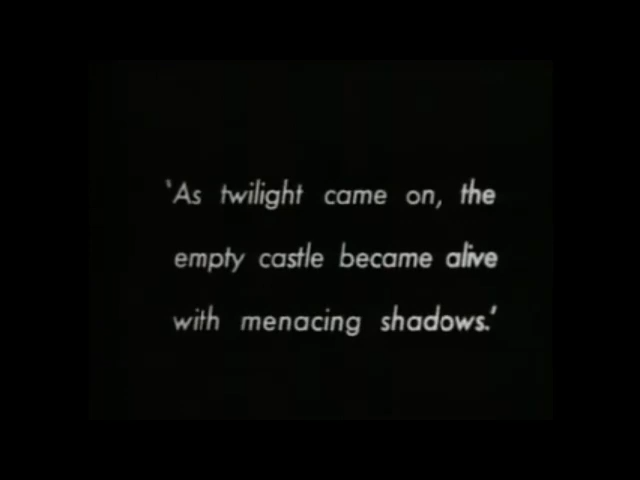 'As twilight came on, the
empty castle became alive
with menacing shadows.'